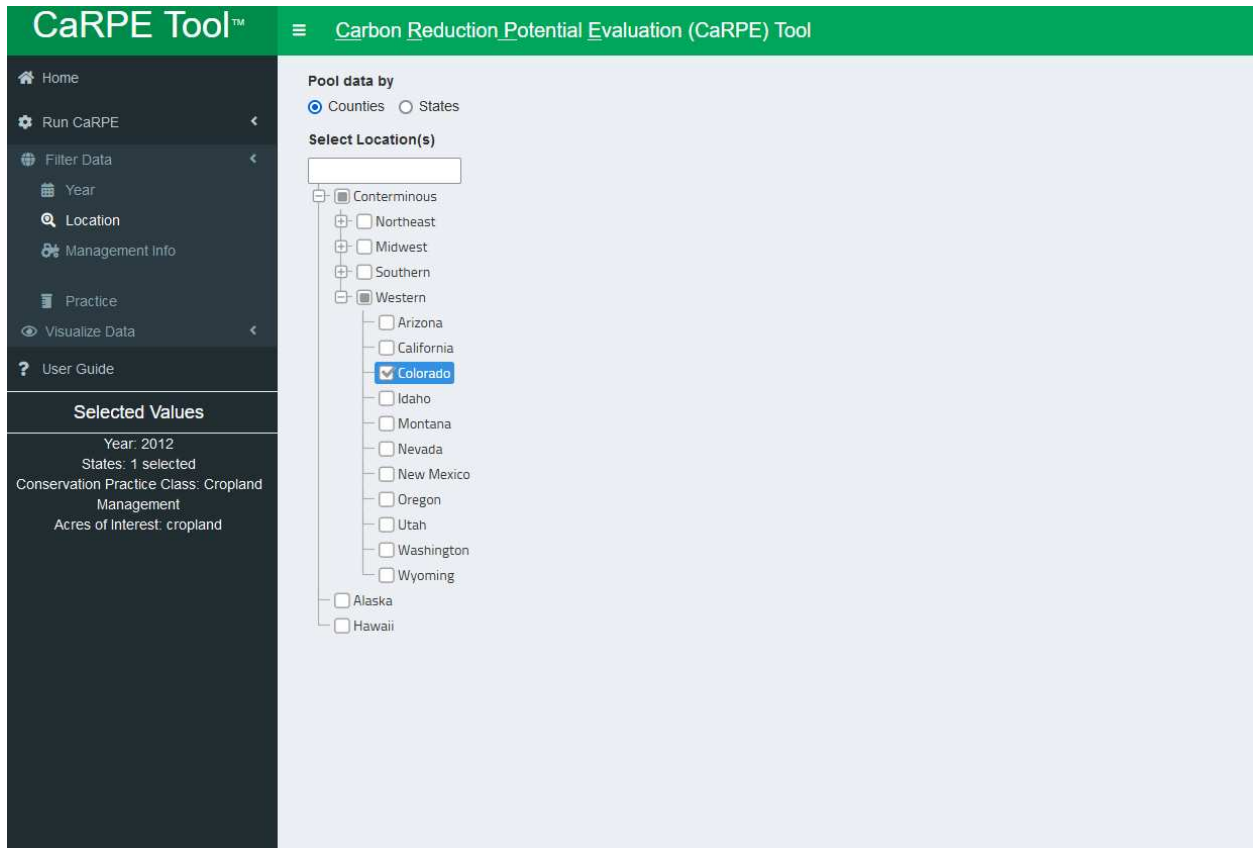 CaRPE Tool™
Carbon Reduction Potential Evaluation (CaRPE) Tool
Home
Run CaRPE
Filter Data
Year
Location
Management Info
Practice
Visualize Data
User Guide
Selected Values
Year: 2012
States: 1 selected
Conservation Practice Class: Cropland
Management
Acres of Interest: cropland
Pool data by
Counties States
Select Location(s)
Conterminous
Northeast
Midwest
Southern
Western
Arizona
California
Colorado
Idaho
Montana
Nevada
New Mexico
Oregon
Utah
Washington
Wyoming
Alaska
Hawaii